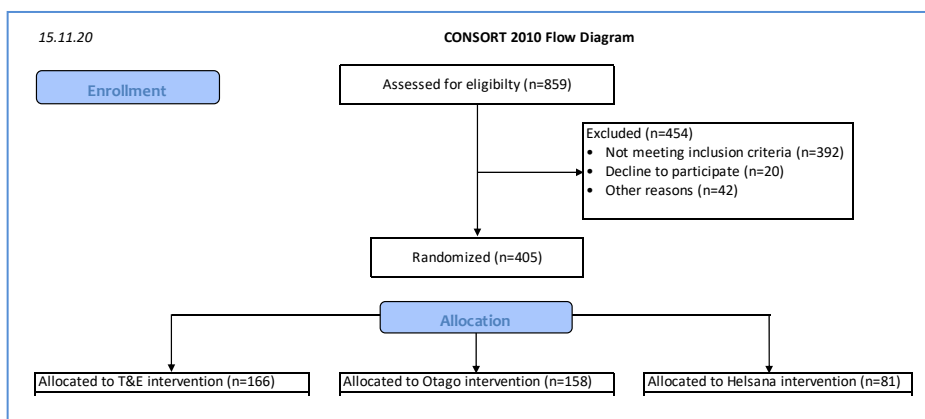 15.11.20
CONSORT 2010 Flow Diagram
Enrollment
Assessed for eligibilty (n=859)
Excluded (n=454)
• Not meeting inclusion criteria (n=392)
• Decline to participate (n=20)
• Other reasons (n=42)
Randomized (n=405)
Allocation
Allocated to T&E intervention (n=166)
Allocated to Otago intervention (n=158)
Allocated to Helsana intervention (n=81)